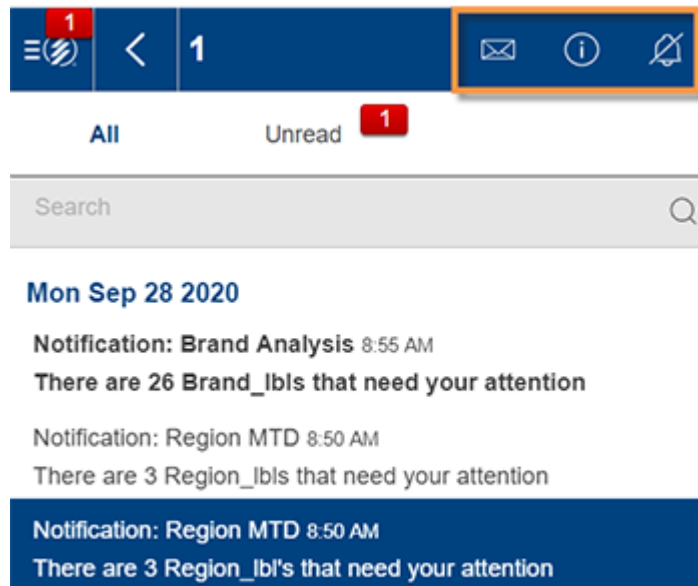 1
1
All
Unread 1
Search
Mon Sep 28 2020
Notification: Brand Analysis 8:55 AM
There are 26 Brand_lbls that need your attention
Notification: Region MTD 8:50 AM
There are 3 Region_lbls that need your attention
Notification: Region MTD 8:50 AM
There are 3 Region_lbl's that need your attention